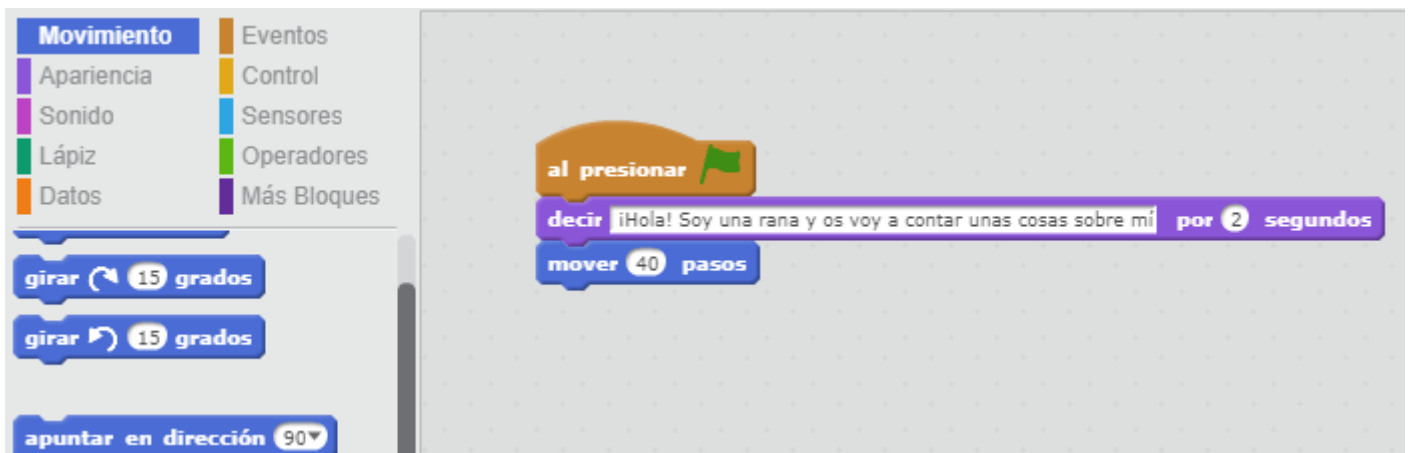 Movimiento
Eventos
Apariencia
Control
Sonido
Sensores
Lápiz
Operadores
Datos
Más Bloques
girar 15 grados
girar 15 grados
apuntar en dirección 90
al presionar
decir ¡Hola! Soy una rana y os voy a contar unas cosas sobre mí por 2 segundos
mover 40 pasos